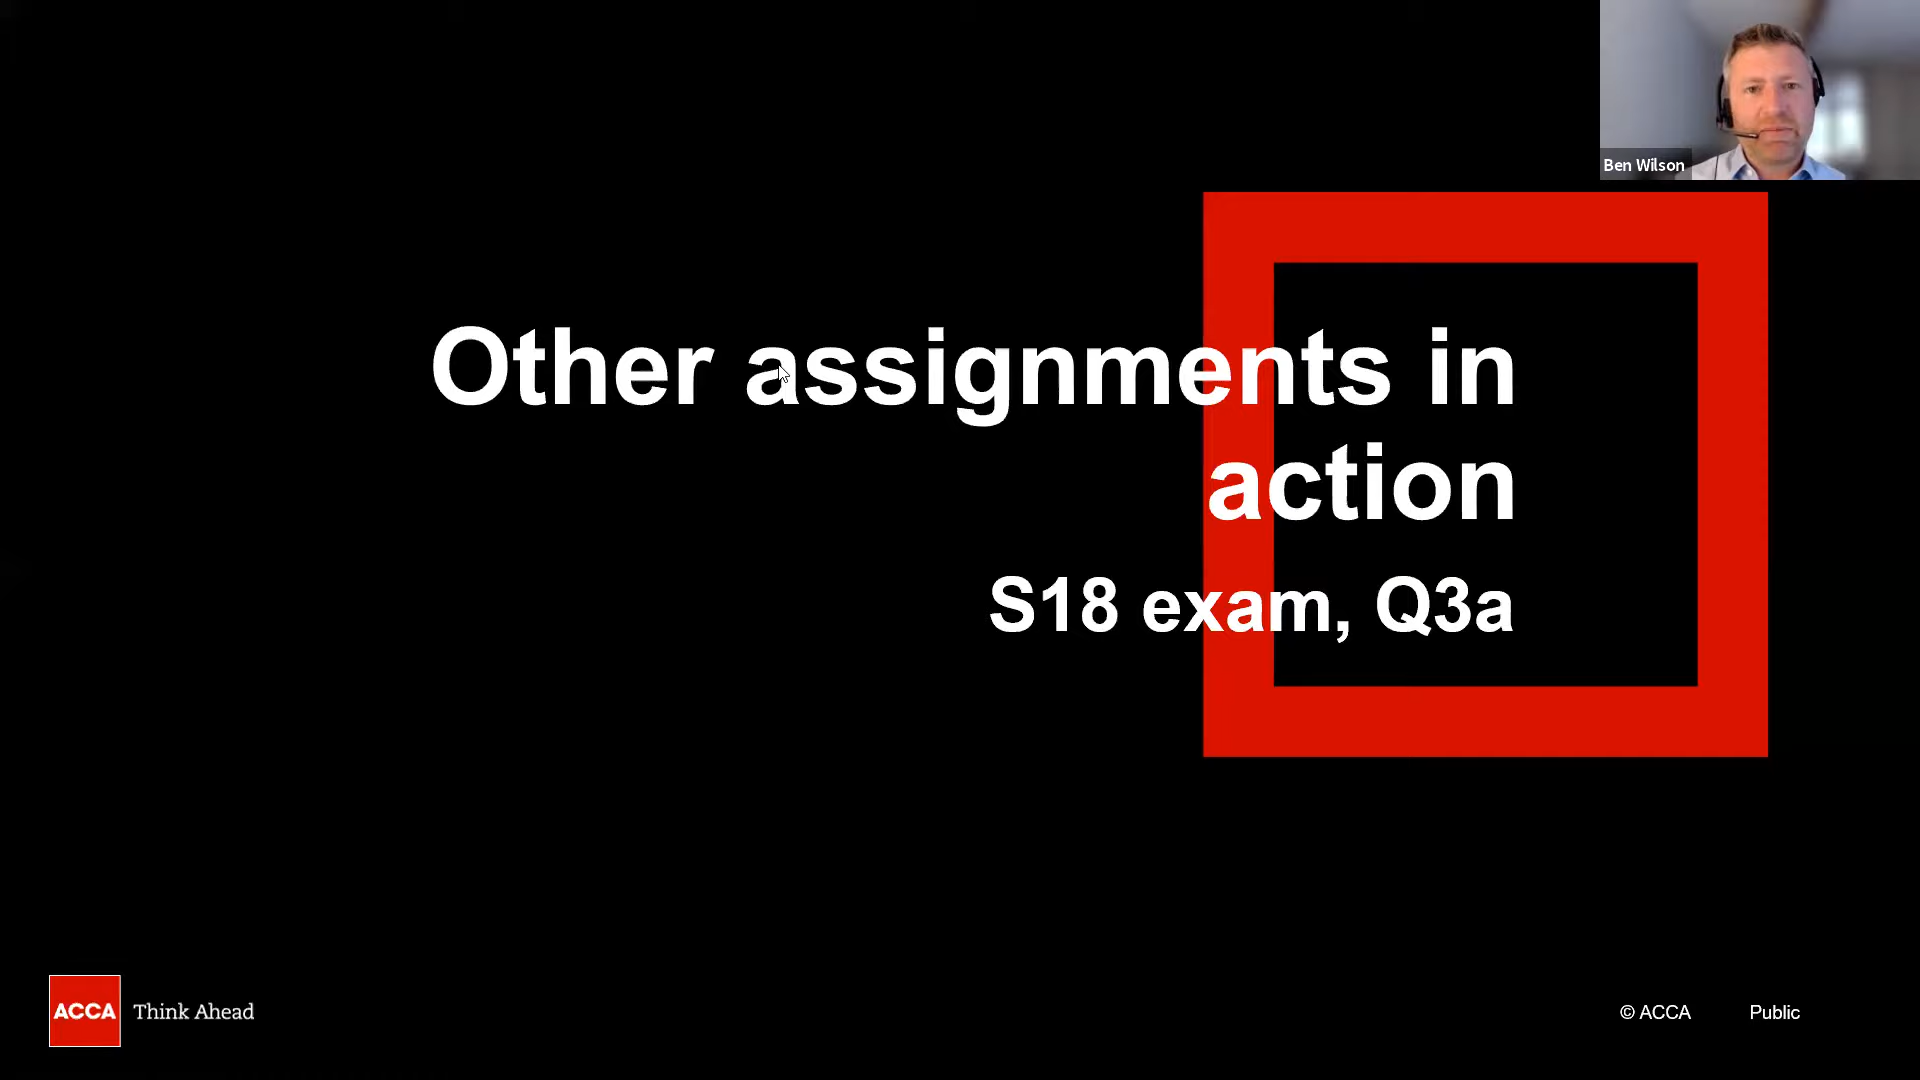 Ben Wilson
Other assignments in
action
S18 exam, Q3a
ACCA Think Ahead
© ACCA Public